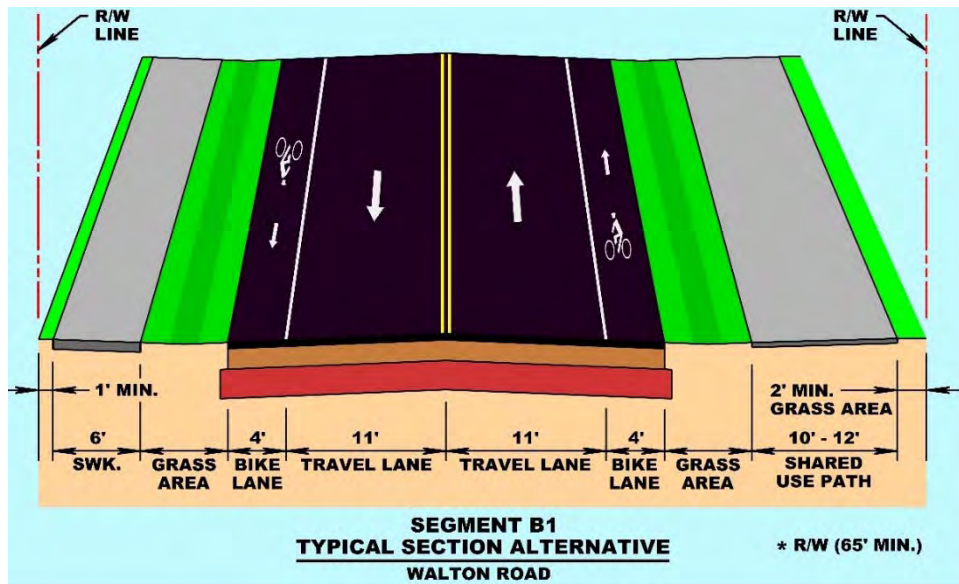 R/W
LINE
R/W
LINE
1' MIN.
2' MIN.
GRASS AREA
6'
SWK.
GRASS
AREA
4'
BIKE
LANE
11'
TRAVEL LANE
11'
TRAVEL LANE
4'
BIKE
LANE
GRASS
AREA
10' - 12'
SHARED
USE PATH
SEGMENT B1
TYPICAL SECTION ALTERNATIVE
WALTON ROAD
* R/W (65' MIN.)